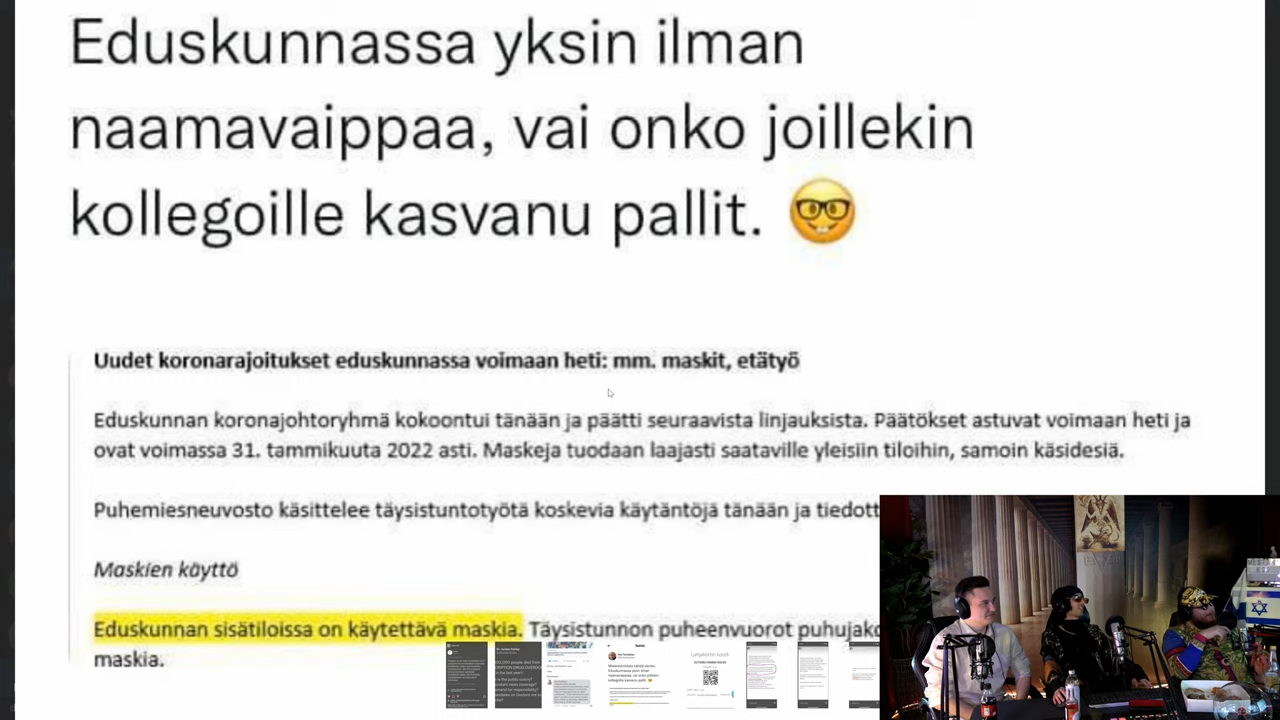 Eduskunnassa yksin ilman
naamavaippaa, vai onko joillekin
kollegoille kasvanu pallit. 🤓
Uudet koronarajoitukset eduskunnassa voimaan heti: mm. maskit, etätyö
Eduskunnan koronajohtoryhmä kokoontui tänään ja päätti seuraavista linjauksista. Päätökset astuvat voimaan heti ja
ovat voimassa 31. tammikuuta 2022 asti. Maskeja tuodaan laajasti saataville yleisiin tiloihin, samoin käsidesiä.
Puhemiesneuvosto käsittelee täysistuntotyötä koskevia käytäntöjä tänään ja tiedott
Maskien käyttö
Eduskunnan sisätiloissa on käytettävä maskia. Täysistunnon puheenvuorot puhujako
maskia.